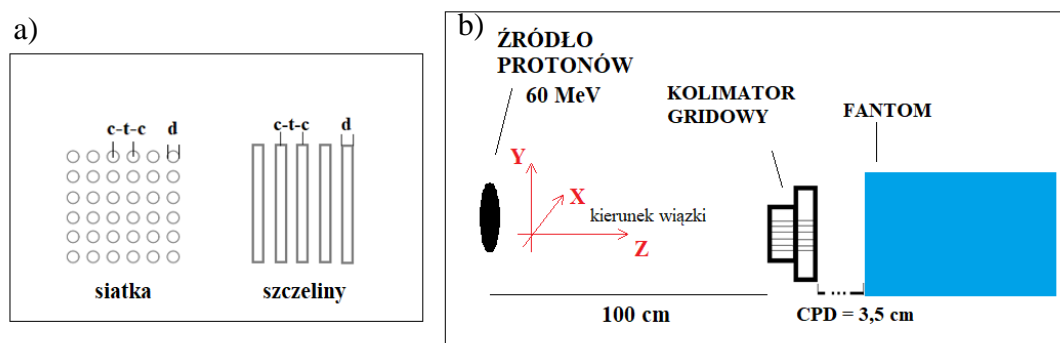 a)
c-t-c d
c-t-c d
siatka
szczeliny
b)
ŹRÓDŁO
PROTONÓW
60 MeV
KOLIMATOR
GRIDOWY
FANTOM
Y
X
kierunek wiązki
Z
100 cm
CPD = 3,5 cm